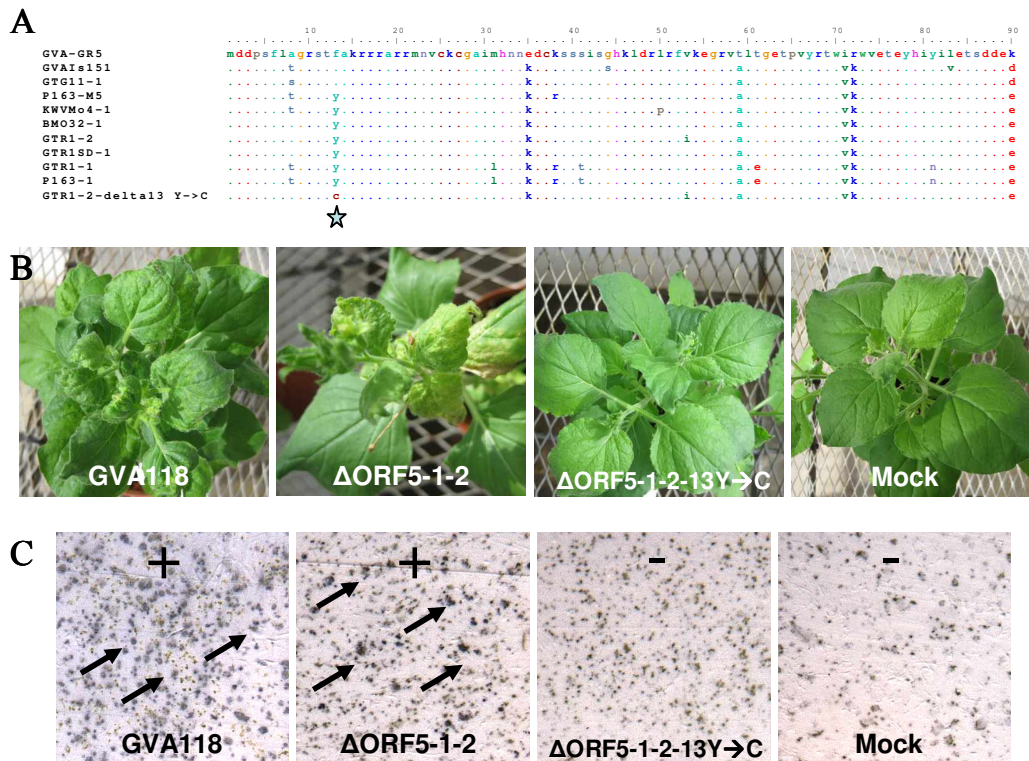 A
10 20 30 40 50 60 70 80 90
GVA-GR5 mddpsflagrstfakrrrarrmnvckcgaimhnnedcksssisghkldrlrfvkegrvaltgetpvyrtwirwveteyhiyiletsddek
GVAIs151 .......t..........................k........s..............a...........vk..........v......d
GTG11-1 .......s..........................k.......................a...........vk.................d
P163-M5 .......t....y.....................k..r....................a...........vk.................e
KWVMo4-1 .......t....y.....................k..............p........a...........vk.................e
BMO32-1 ............y.....................k.......................a...........vk.................e
GTR1-2 ............y.....................k.................i.....a...........vk.................e
GTR1SD-1 ............y.....................k.......................a...........vk.................e
GTR1-1 .......t....y.................l...k..r..t.................a.e.........vk........n........e
P163-1 .......t....y.................l...k..r..t.................a.e.........vk........n........e
GTR1-2-delta13 Y->C ............c.....................k.................i.....a...........vk.................e
B
GVA118 ΔORF5-1-2 ΔORF5-1-2-13Y→C Mock
C
+ + - -
GVA118 ΔORF5-1-2 ΔORF5-1-2-13Y→C Mock